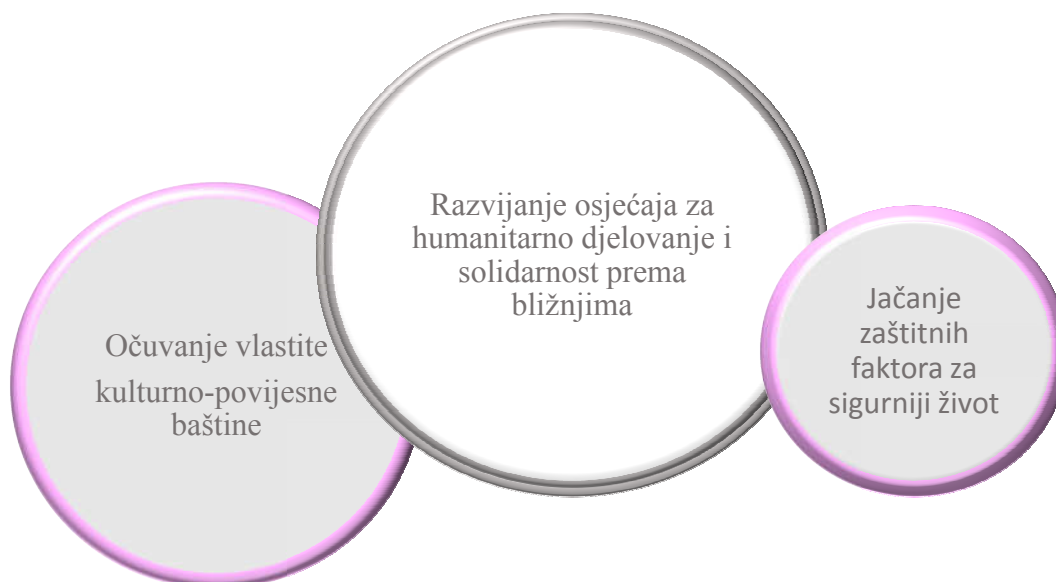 Očuvanje vlastite
kulturno-povijesne
baštine
Razvijanje osjećaja za
humanitarno djelovanje i
solidarnost prema
bližnjima
Jačanje
zaštitnih
faktora za
sigurniji život